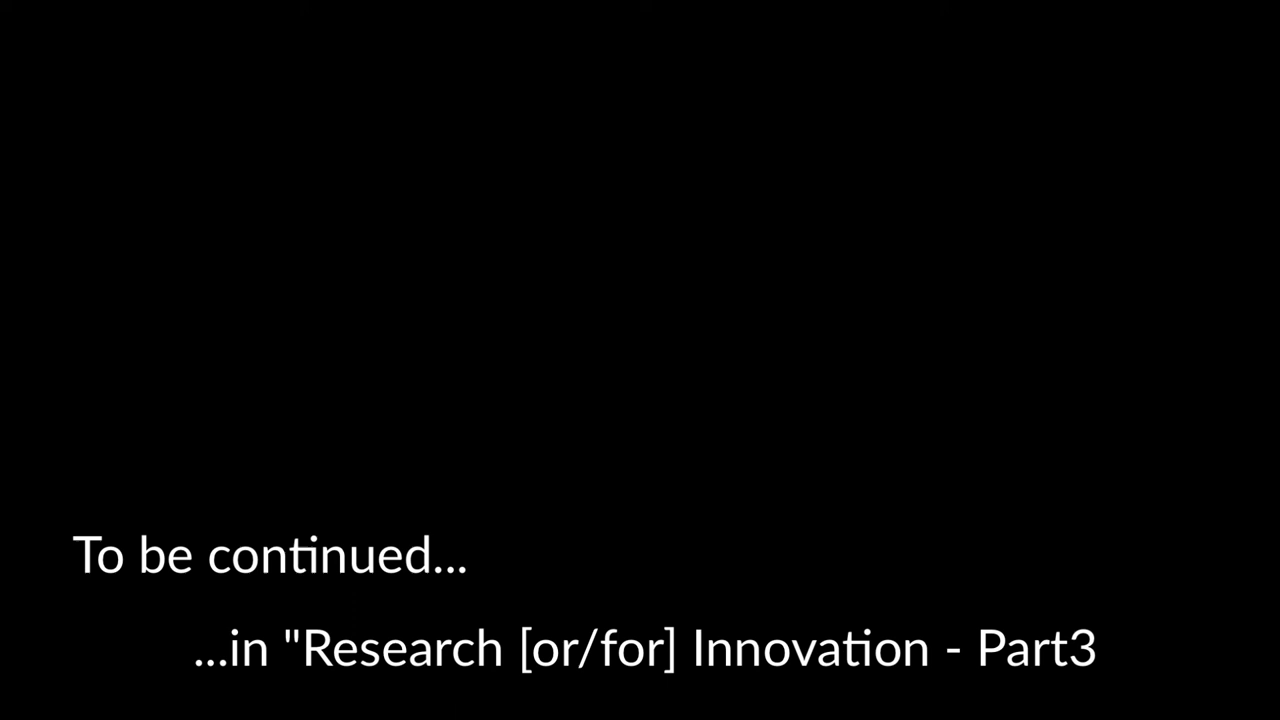 To be continued...
...in "Research [or/for] Innovation - Part3